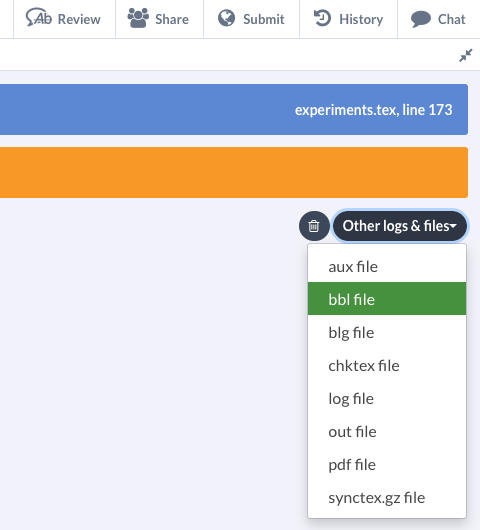 Review Share Submit History Chat
experiments.tex, line 173
Other logs & files
aux file
bbl file
blg file
chktex file
log file
out file
pdf file
synctex.gz file